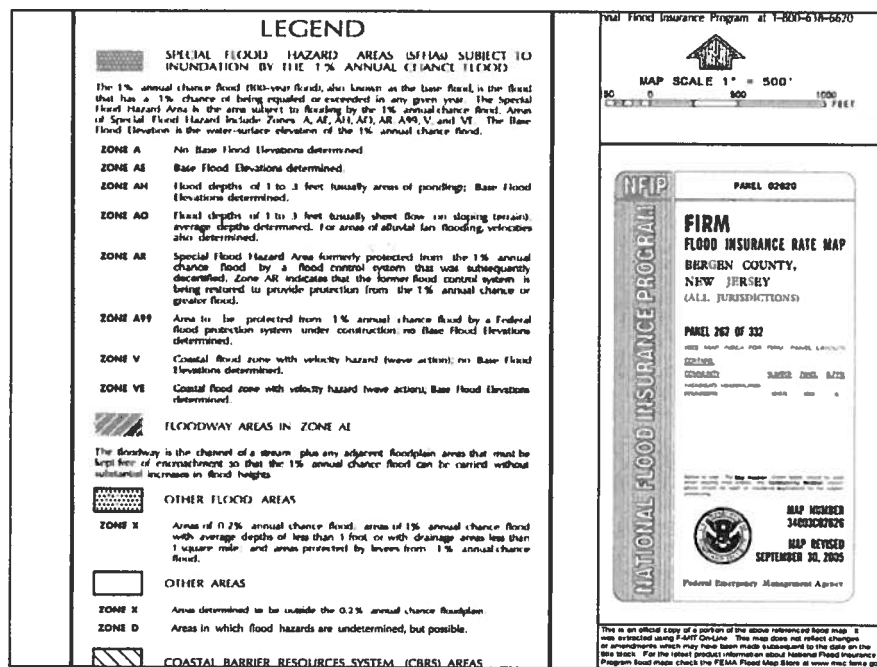 LEGEND
SPECIAL FLOOD HAZARD AREAS (SFHAs) SUBJECT TO
INUNDATION BY THE 1% ANNUAL CHANCE FLOOD
The 1% annual chance flood (100-year flood), also known as the base flood, is the flood
that has a 1% chance of being equaled or exceeded in any given year. The Special
Flood Hazard Area is the area subject to flooding by the 1% annual chance flood. Areas
of Special Flood Hazard include Zones A, AE, AH, AO, AR, A99, V, and VE. The Base
Flood Elevation is the water-surface elevation of the 1% annual chance flood.
ZONE A No Base Flood Elevations determined.
ZONE AE Base Flood Elevations determined.
ZONE AH Flood depths of 1 to 3 feet (usually areas of ponding); Base Flood
Elevations determined.
ZONE AO Flood depths of 1 to 3 feet (usually sheet flow on sloping terrain);
average depths determined. For areas of alluvial fan flooding, velocities
also determined.
ZONE AR Special Flood Hazard Area formerly protected from the 1% annual
chance flood by a flood control system that was subsequently
decertified. Zone AR indicates that the former flood control system is
being restored to provide protection from the 1% annual chance or
greater flood.
ZONE A99 Area to be protected from 1% annual chance flood by a Federal
flood protection system under construction; no Base Flood Elevations
determined.
ZONE V Coastal flood zone with velocity hazard (wave action); no Base Flood
Elevations determined.
ZONE VE Coastal flood zone with velocity hazard (wave action); Base Flood Elevations
determined.
FLOODWAY AREAS IN ZONE AE
The floodway is the channel of a stream plus any adjacent floodplain areas that must be
kept free of encroachment so that the 1% annual chance flood can be carried without
substantial increases in flood heights.
OTHER FLOOD AREAS
ZONE X Areas of 0.2% annual chance flood; areas of 1% annual chance flood
with average depths of less than 1 foot or with drainage areas less than
1 square mile; and areas protected by levees from 1% annual chance
flood.
OTHER AREAS
ZONE X Areas determined to be outside the 0.2% annual chance floodplain.
ZONE D Areas in which flood hazards are undetermined, but possible.
COASTAL BARRIER RESOURCES SYSTEM (CBRS) AREAS
Flood Insurance Program at 1-800-638-6620
MAP SCALE 1" = 500'
0 500 1000
FEET
NFIP
NATIONAL FLOOD INSURANCE PROGRAM
PANEL 0262G
FIRM
FLOOD INSURANCE RATE MAP
BERGEN COUNTY,
NEW JERSEY
(ALL JURISDICTIONS)
PANEL 262 OF 332
(SEE MAP INDEX FOR FIRM PANEL LAYOUT)
CONTAINS:
COMMUNITY NUMBER PANEL SUFFIX
MAP NUMBER
34003C0262G
MAP REVISED
SEPTEMBER 30, 2005
Federal Emergency Management Agency
This is an official copy of a portion of the above referenced flood map. It
was extracted using F-MIT On-Line. This map does not reflect changes
or amendments which may have been made subsequent to the date on the
title block. For the latest product information about National Flood Insurance
Program flood maps check the FEMA Flood Map Store at www.msc.fema.gov